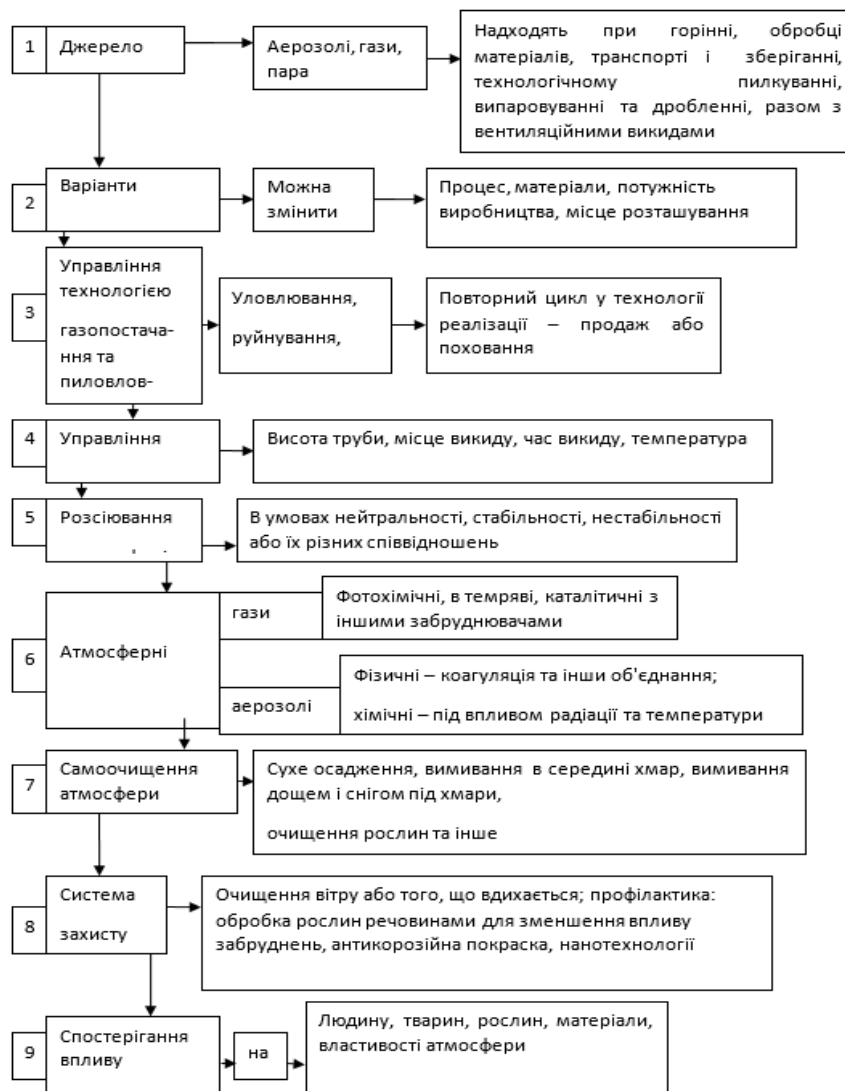 1
Джерело
Аерозолі, гази,
пара
Надходять при горінні, обробці
матеріалів, транспорті і зберіганні,
технологічному пилкуванні,
випаровуванні та дробленні, разом з
вентиляційними викидами
2
Варіанти
Можна
змінити
Процес, матеріали, потужність
виробництва, місце розташування
3
Управління
технологією
газопостача-
ння та
пиловлов-
Уловлювання,
руйнування,
Повторний цикл у технології
реалізації – продаж або
поховання
4
Управління
Висота труби, місце викиду, час викиду, температура
5
Розсіювання
В умовах нейтральності, стабільності, нестабільності
або їх різних співвідношень
6
Атмосферні
гази
Фотохімічні, в темряві, каталітичні з
іншими забруднювачами
аерозолі
Фізичні – коагуляція та інши об'єднання;
хімічні – під впливом радіації та температури
7
Самоочищення
атмосфери
Сухе осадження, вимивання в середині хмар, вимивання
дощем і снігом під хмари,
очищення рослин та інше
8
Система
захисту
Очищення вітру або того, що вдихається; профілактика:
обробка рослин речовинами для зменшення впливу
забруднень, антикорозійна покраска, нанотехнології
9
Спостерігання
впливу
на
Людину, тварин, рослин, матеріали,
властивості атмосфери